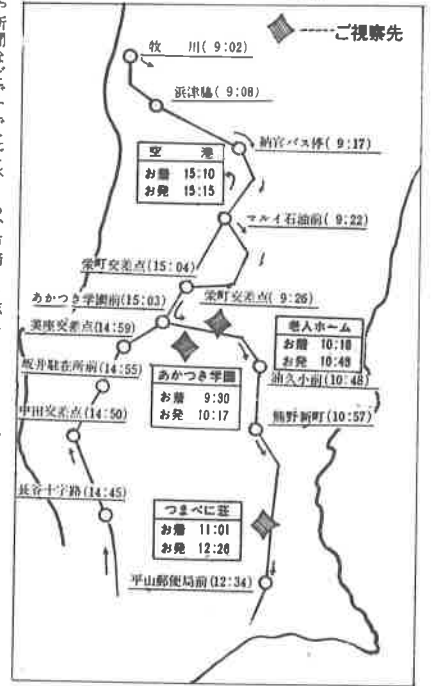 ご視察先
牧川(9:02)
浜津脇(9:08)
納官バス停(9:17)
空港
お着 15:10
お発 15:15
マルイ石油前(9:22)
栄町交差点(15:04)
あかつき学園前(15:03)
栄町交差点(9:26)
美座交差点(14:59)
老人ホーム
お着 10:18
お発 10:48
坂井駐在所前(14:55)
油久小前(10:48)
あかつき学園
お着 9:30
お発 10:17
中田交差点(14:50)
熊野新町(10:57)
長谷十字路(14:45)
つまべに荘
お着 11:01
お発 12:26
平山郵便局前(12:34)